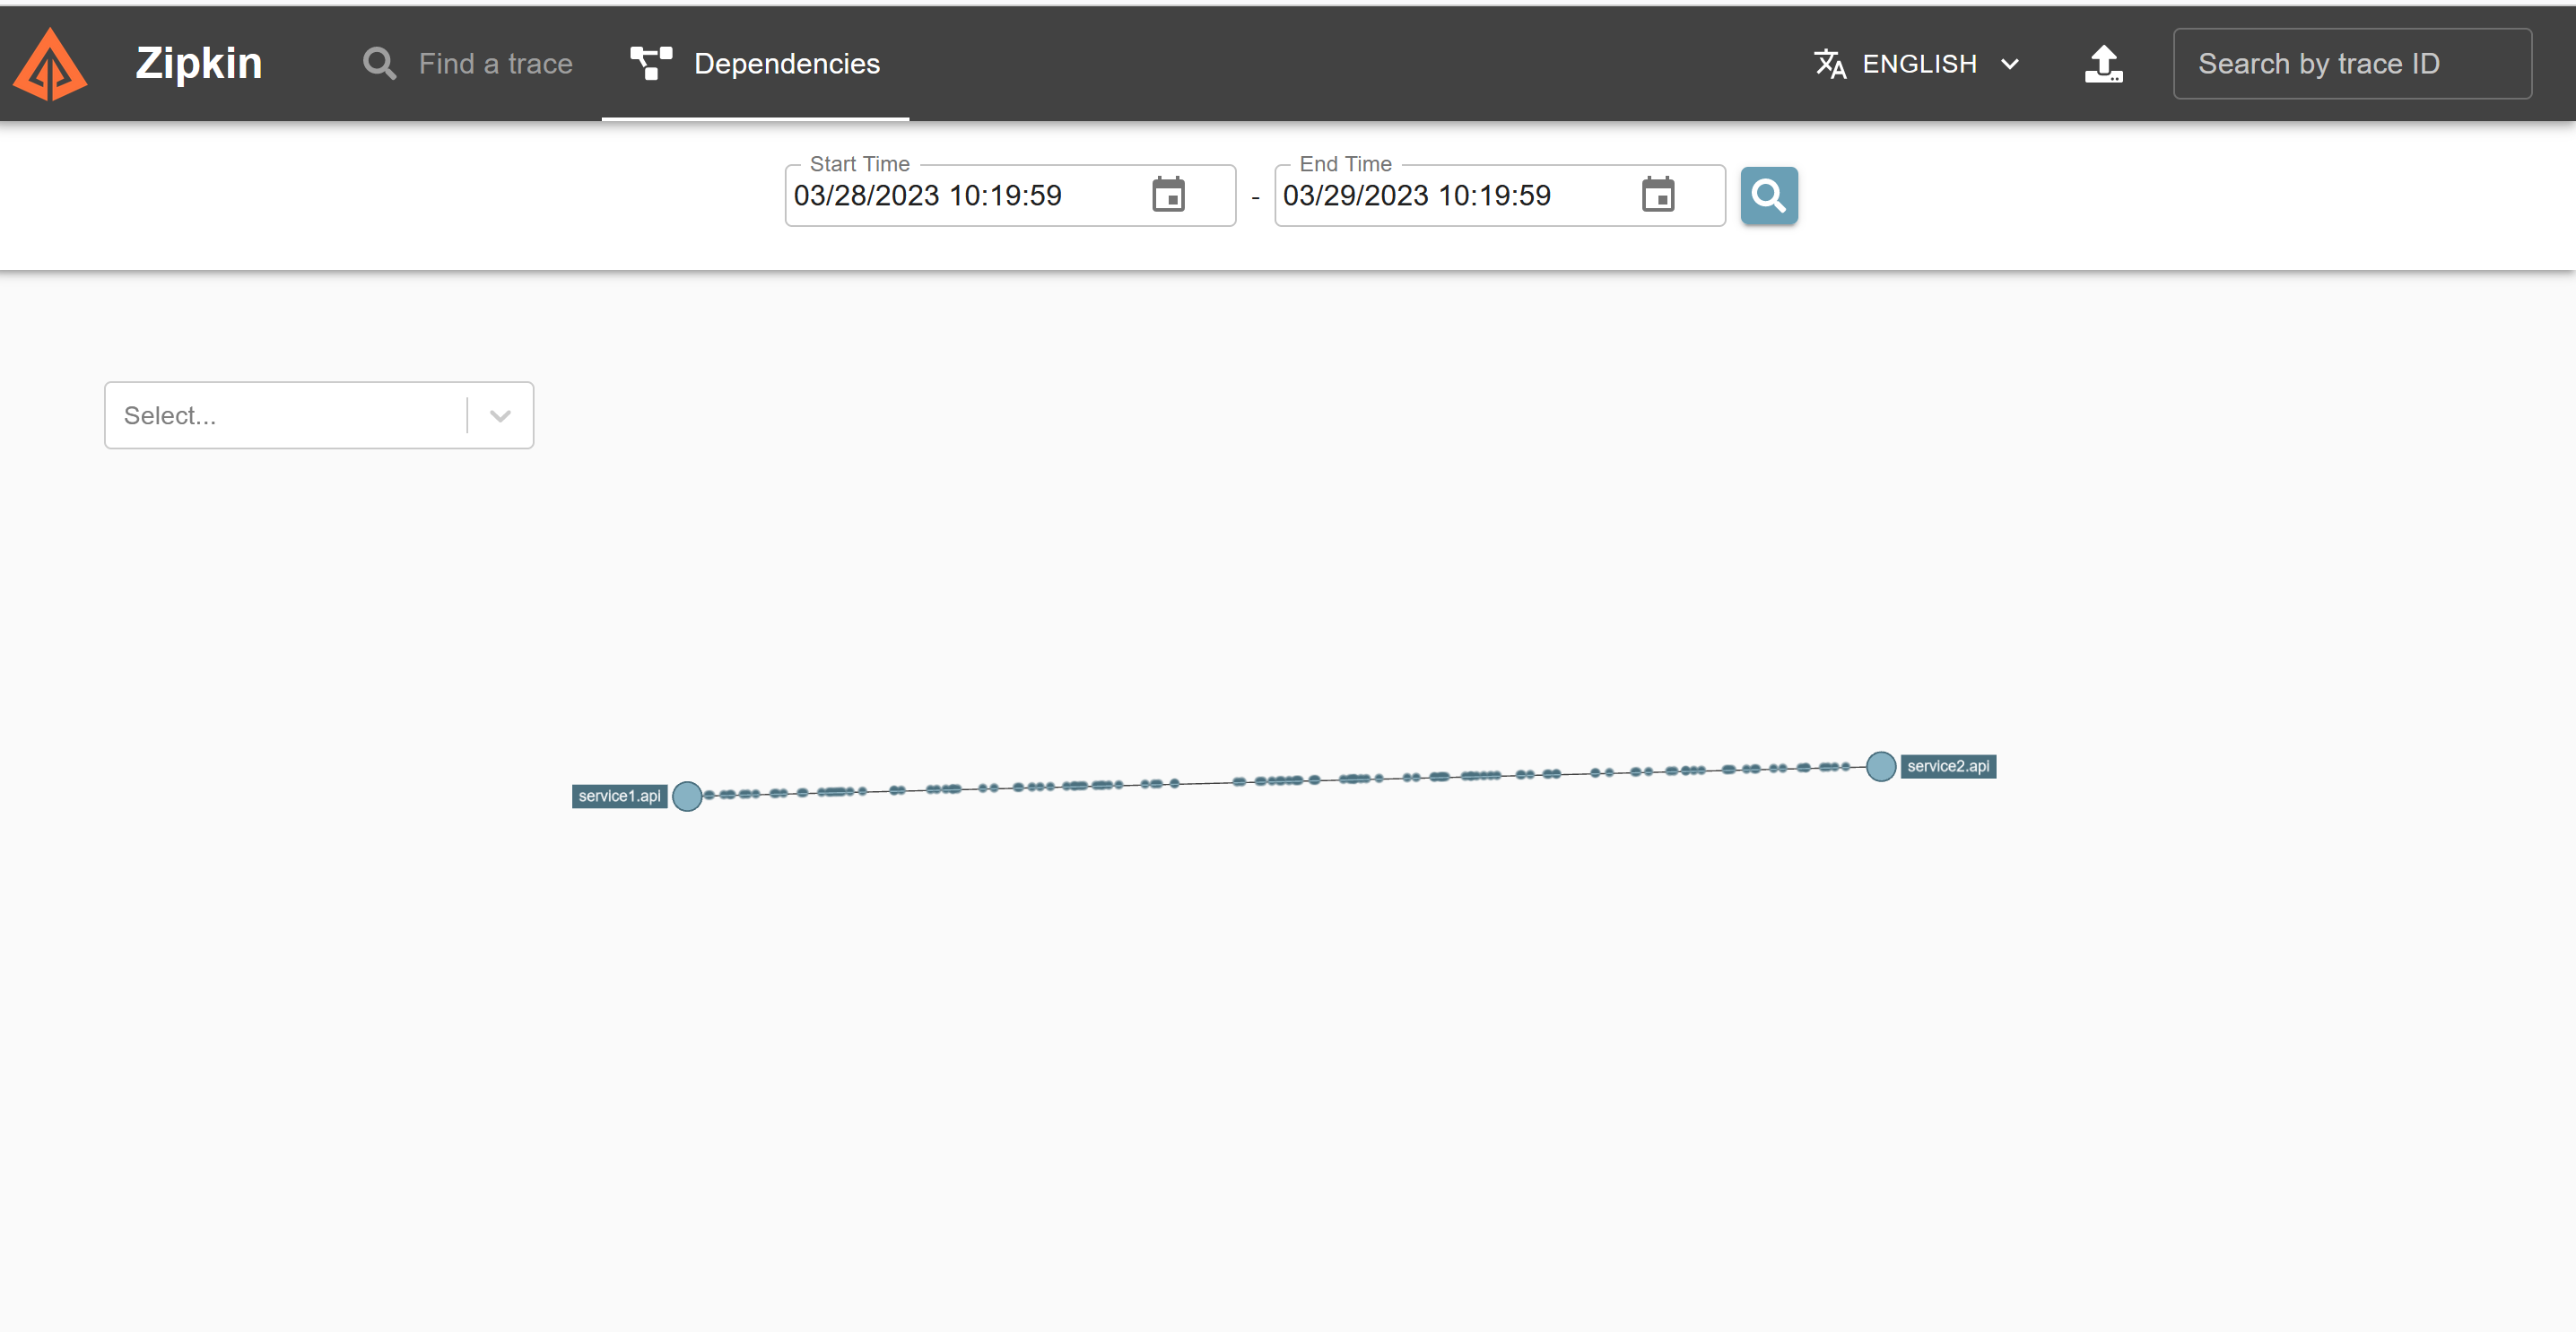 Zipkin
Find a trace
Dependencies
ENGLISH
Search by trace ID
Start Time
03/28/2023 10:19:59
-
End Time
03/29/2023 10:19:59
Select...
service1.api
service2.api